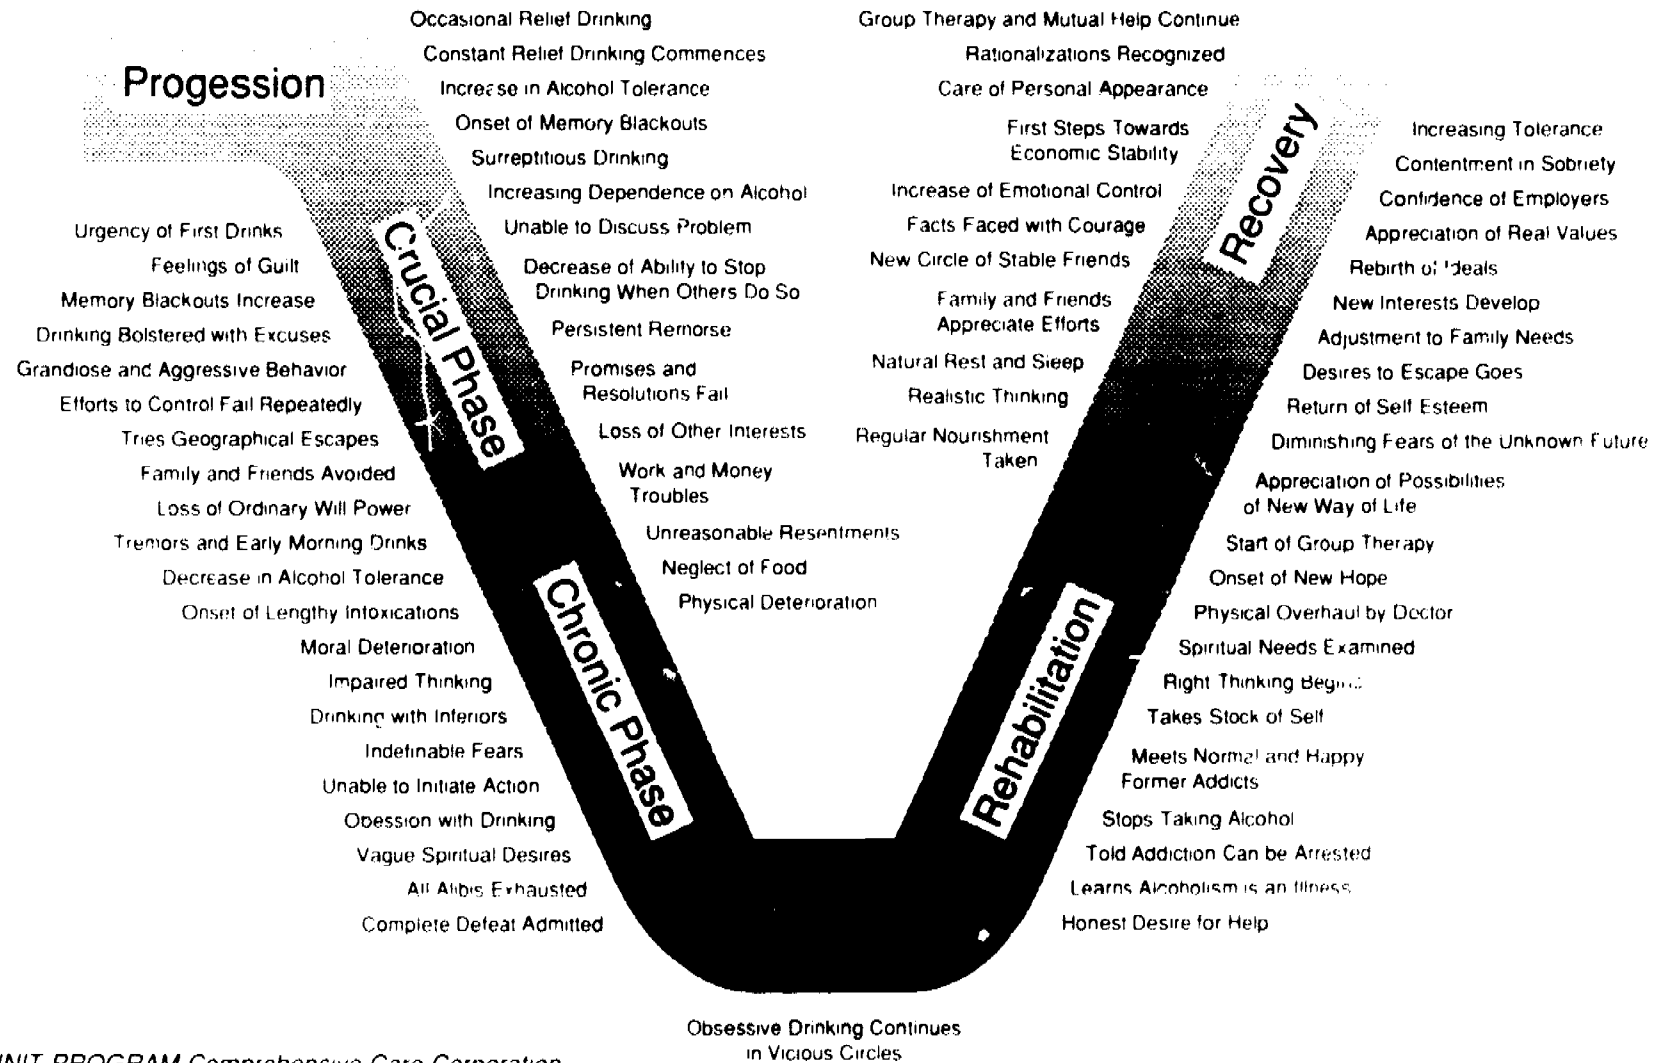 Progession
Occasional Relief Drinking
Constant Relief Drinking Commences
Increase in Alcohol Tolerance
Onset of Memory Blackouts
Surreptitious Drinking
Increasing Dependence on Alcohol
Unable to Discuss Problem
Decrease of Ability to Stop
Drinking When Others Do So
Persistent Remorse
Promises and
Resolutions Fail
Loss of Other Interests
Work and Money
Troubles
Unreasonable Resentments
Neglect of Food
Physical Deterioration
Urgency of First Drinks
Feelings of Guilt
Memory Blackouts Increase
Drinking Bolstered with Excuses
Grandiose and Aggressive Behavior
Efforts to Control Fail Repeatedly
Tries Geographical Escapes
Family and Friends Avoided
Loss of Ordinary Will Power
Tremors and Early Morning Drinks
Decrease in Alcohol Tolerance
Onset of Lengthy Intoxications
Moral Deterioration
Impaired Thinking
Drinking with Inferiors
Indefinable Fears
Unable to Initiate Action
Obession with Drinking
Vague Spiritual Desires
All Alibis Exhausted
Complete Defeat Admitted
Crucial Phase
Chronic Phase
Obsessive Drinking Continues
in Vicious Circles
Rehabilitation
Recovery
Group Therapy and Mutual Help Continue
Rationalizations Recognized
Care of Personal Appearance
First Steps Towards
Economic Stability
Increase of Emotional Control
Facts Faced with Courage
New Circle of Stable Friends
Family and Friends
Appreciate Efforts
Natural Rest and Sleep
Realistic Thinking
Regular Nourishment
Taken
Increasing Tolerance
Contentment in Sobriety
Confidence of Employers
Appreciation of Real Values
Rebirth of Ideals
New Interests Develop
Adjustment to Family Needs
Desires to Escape Goes
Return of Self Esteem
Diminishing Fears of the Unknown Future
Appreciation of Possibilities
of New Way of Life
Start of Group Therapy
Onset of New Hope
Physical Overhaul by Doctor
Spiritual Needs Examined
Right Thinking Begins
Takes Stock of Self
Meets Normal and Happy
Former Addicts
Stops Taking Alcohol
Told Addiction Can be Arrested
Learns Alcoholism is an Illness
Honest Desire for Help
PROGRAM Comprehensive Care Corporation